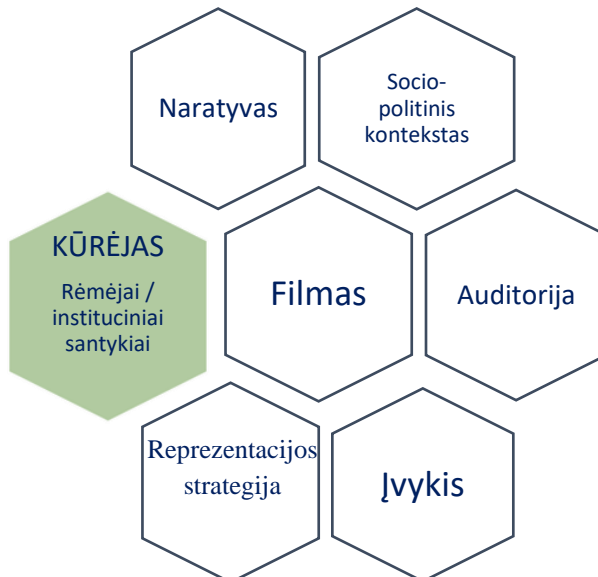 Naratyvas
Socio-
politinis
kontekstas
KŪRĖJAS
Rėmėjai /
instituciniai
santykiai
Filmas
Auditorija
Reprezentacijos
strategija
Įvykis